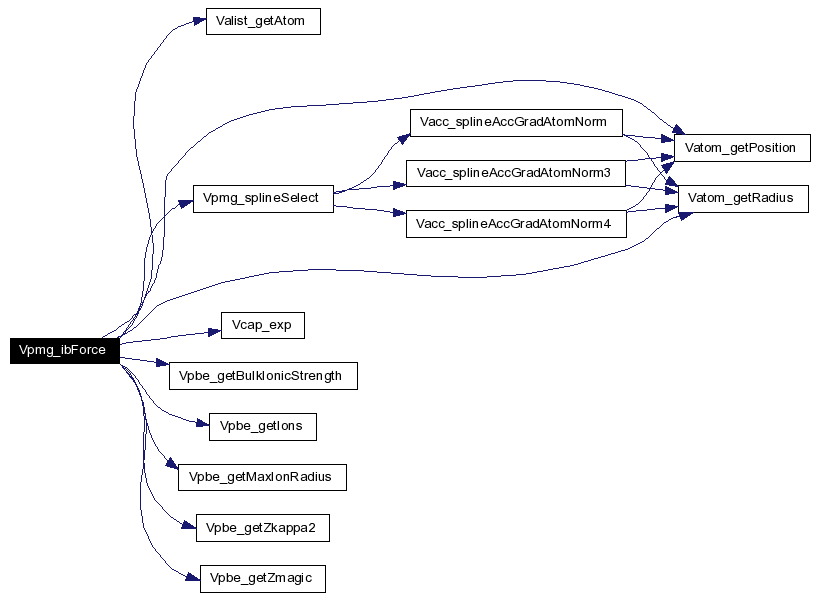 Valist_getAtom
Vacc_splineAccGradAtomNorm
Vatom_getPosition
Vacc_splineAccGradAtomNorm3
Vpmg_splineSelect
Vatom_getRadius
Vacc_splineAccGradAtomNorm4
Vcap_exp
Vpmg_ibForce
Vpbe_getBulkIonicStrength
Vpbe_getIons
Vpbe_getMaxIonRadius
Vpbe_getZkappa2
Vpbe_getZmagic